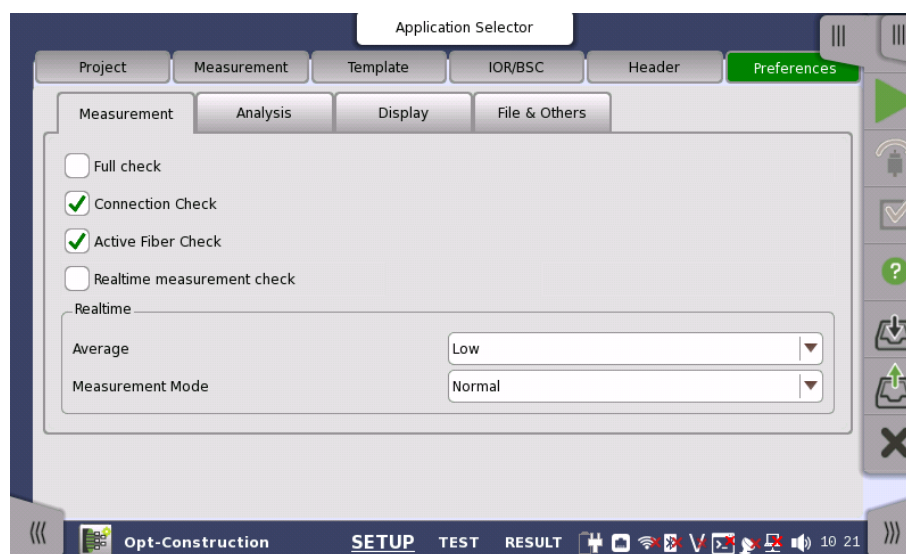 Application Selector
Project Measurement Template IOR/BSC Header Preferences
Measurement Analysis Display File & Others
Full check
Connection Check
Active Fiber Check
Realtime measurement check
Realtime
Average Low
Measurement Mode Normal
Opt-Construction SETUP TEST RESULT 10 21